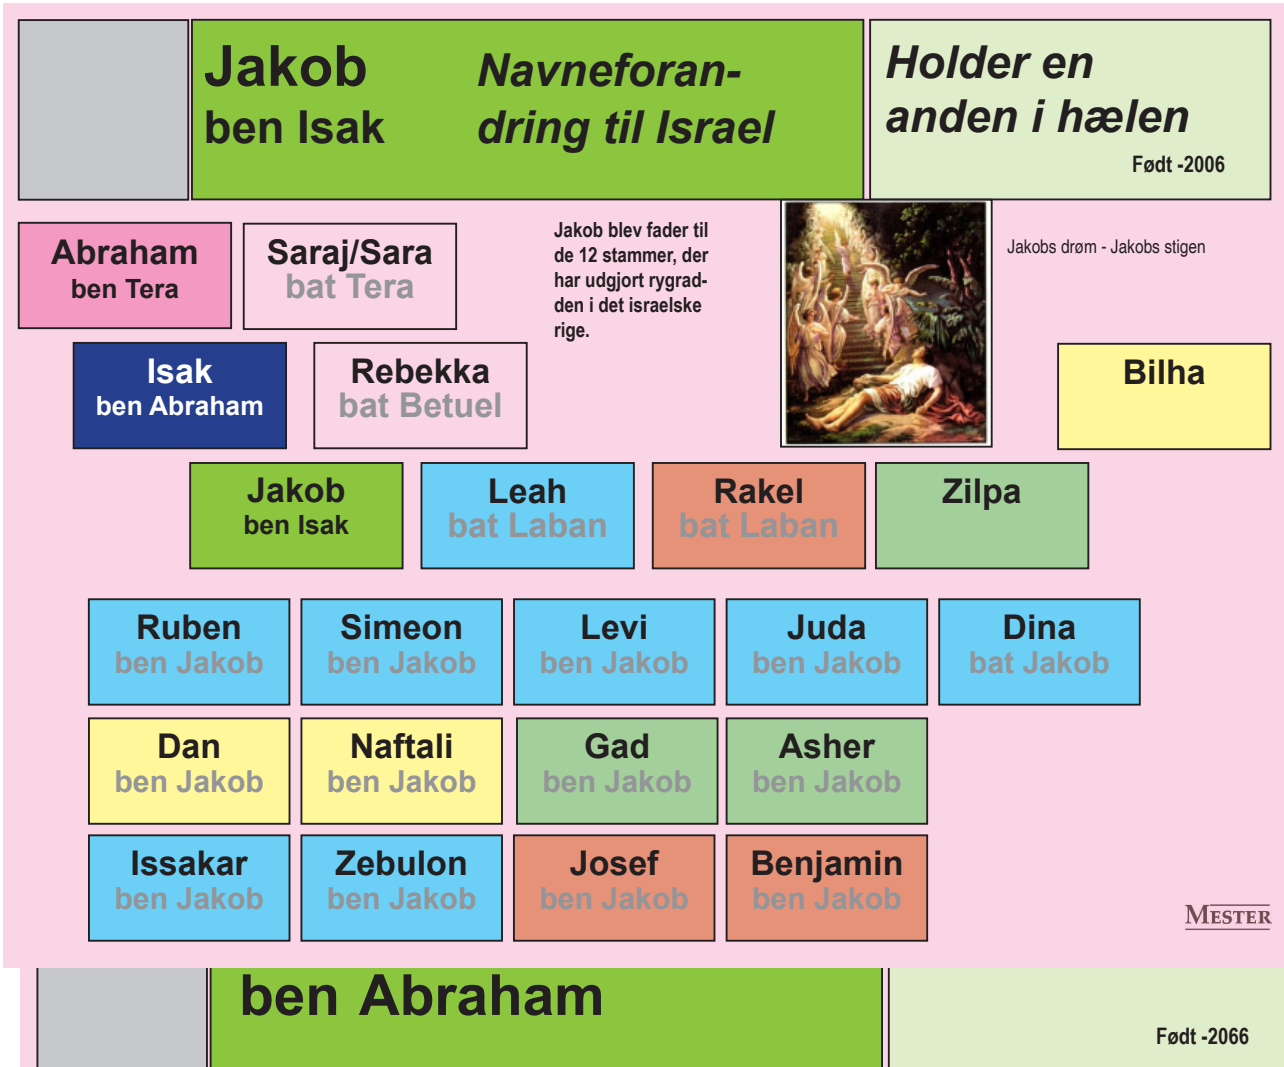 Jakob
ben Isak
Navneforan-
dring til Israel
Holder en
anden i hælen
Født -2006
Abraham
ben Tera
Saraj/Sara
bat Tera
Jakob blev fader til
de 12 stammer, der
har udgjort rygrad-
den i det israelske
rige.
Jakobs drøm - Jakobs stigen
Isak
ben Abraham
Rebekka
bat Betuel
Bilha
Jakob
ben Isak
Leah
bat Laban
Rakel
bat Laban
Zilpa
Ruben
ben Jakob
Simeon
ben Jakob
Levi
ben Jakob
Juda
ben Jakob
Dina
bat Jakob
Dan
ben Jakob
Naftali
ben Jakob
Gad
ben Jakob
Asher
ben Jakob
Issakar
ben Jakob
Zebulon
ben Jakob
Josef
ben Jakob
Benjamin
ben Jakob
MESTER
ben Abraham
Født -2066